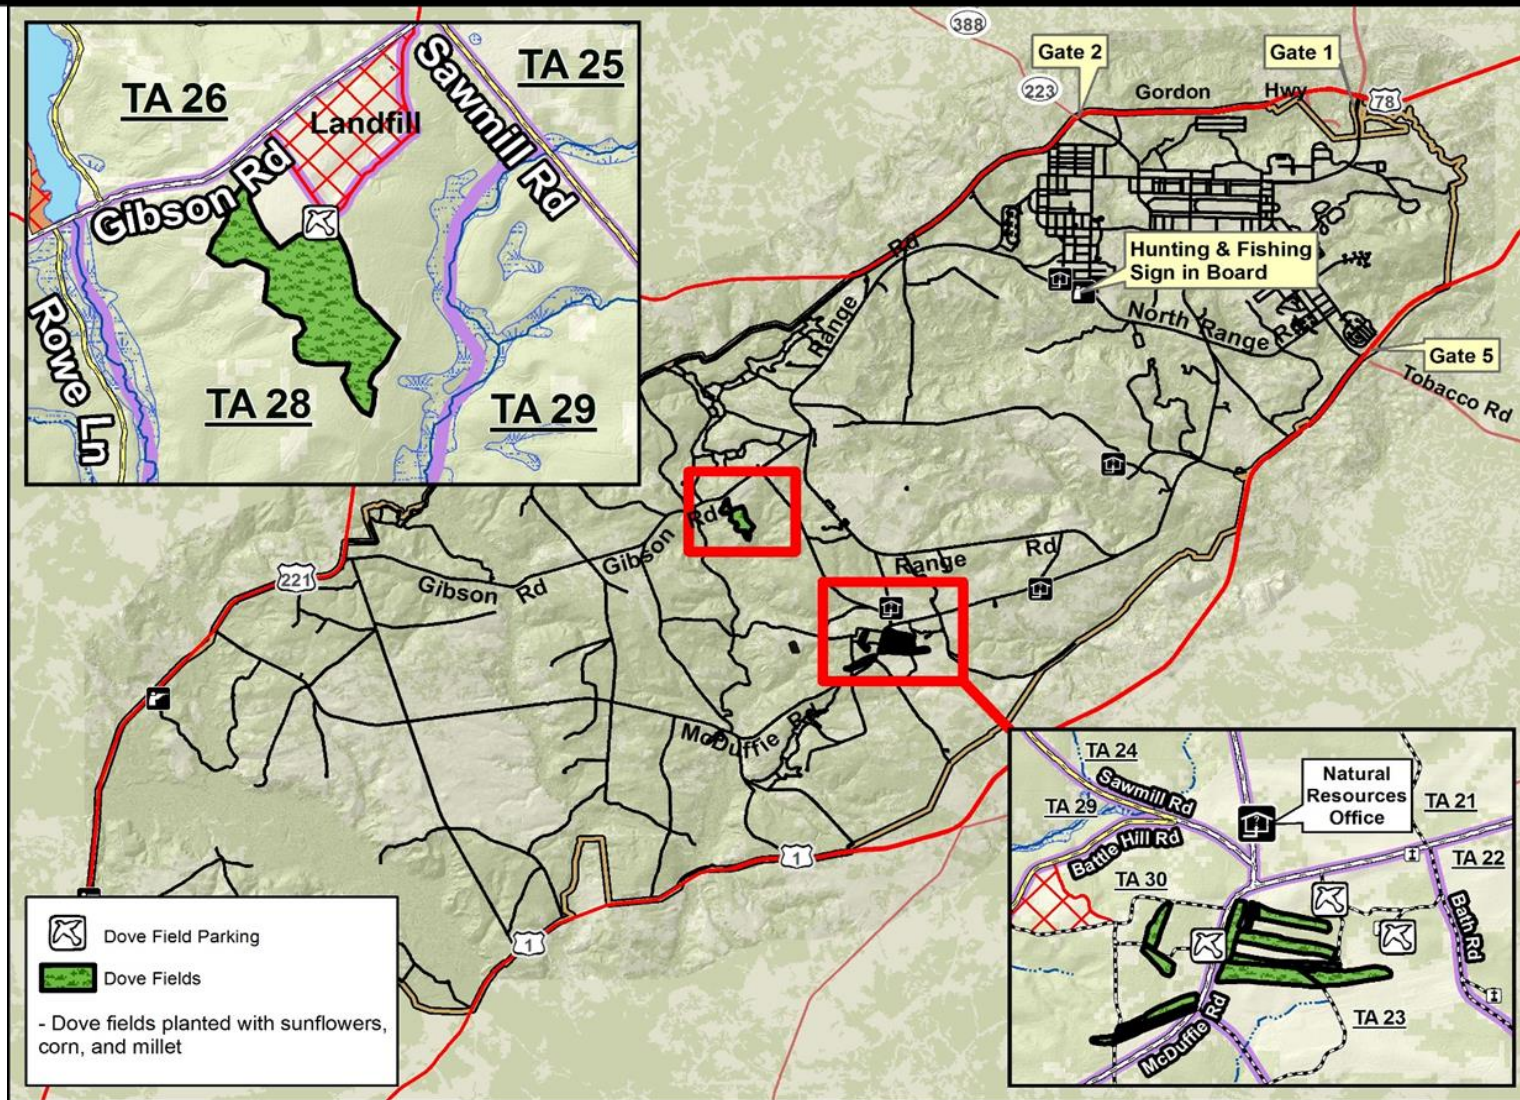 388
Gate 2
Gate 1
223
Gordon
Hwy
78
TA 26
TA 25
Sawmill Rd
Landfill
Gibson Rd
Rowe Ln
TA 28
TA 29
Range
Rd
Hunting & Fishing
Sign in Board
North Range Rd
Gate 5
Tobacco Rd
221
Gibson Rd
Gibson Rd
Range Rd
McDuffie Rd
1
1
TA 24
Sawmill Rd
TA 29
Battle Hill Rd
Natural
Resources
Office
TA 21
TA 22
TA 30
Bath Rd
TA 23
McDuffie Rd
Dove Field Parking
Dove Fields
- Dove fields planted with sunflowers,
corn, and millet